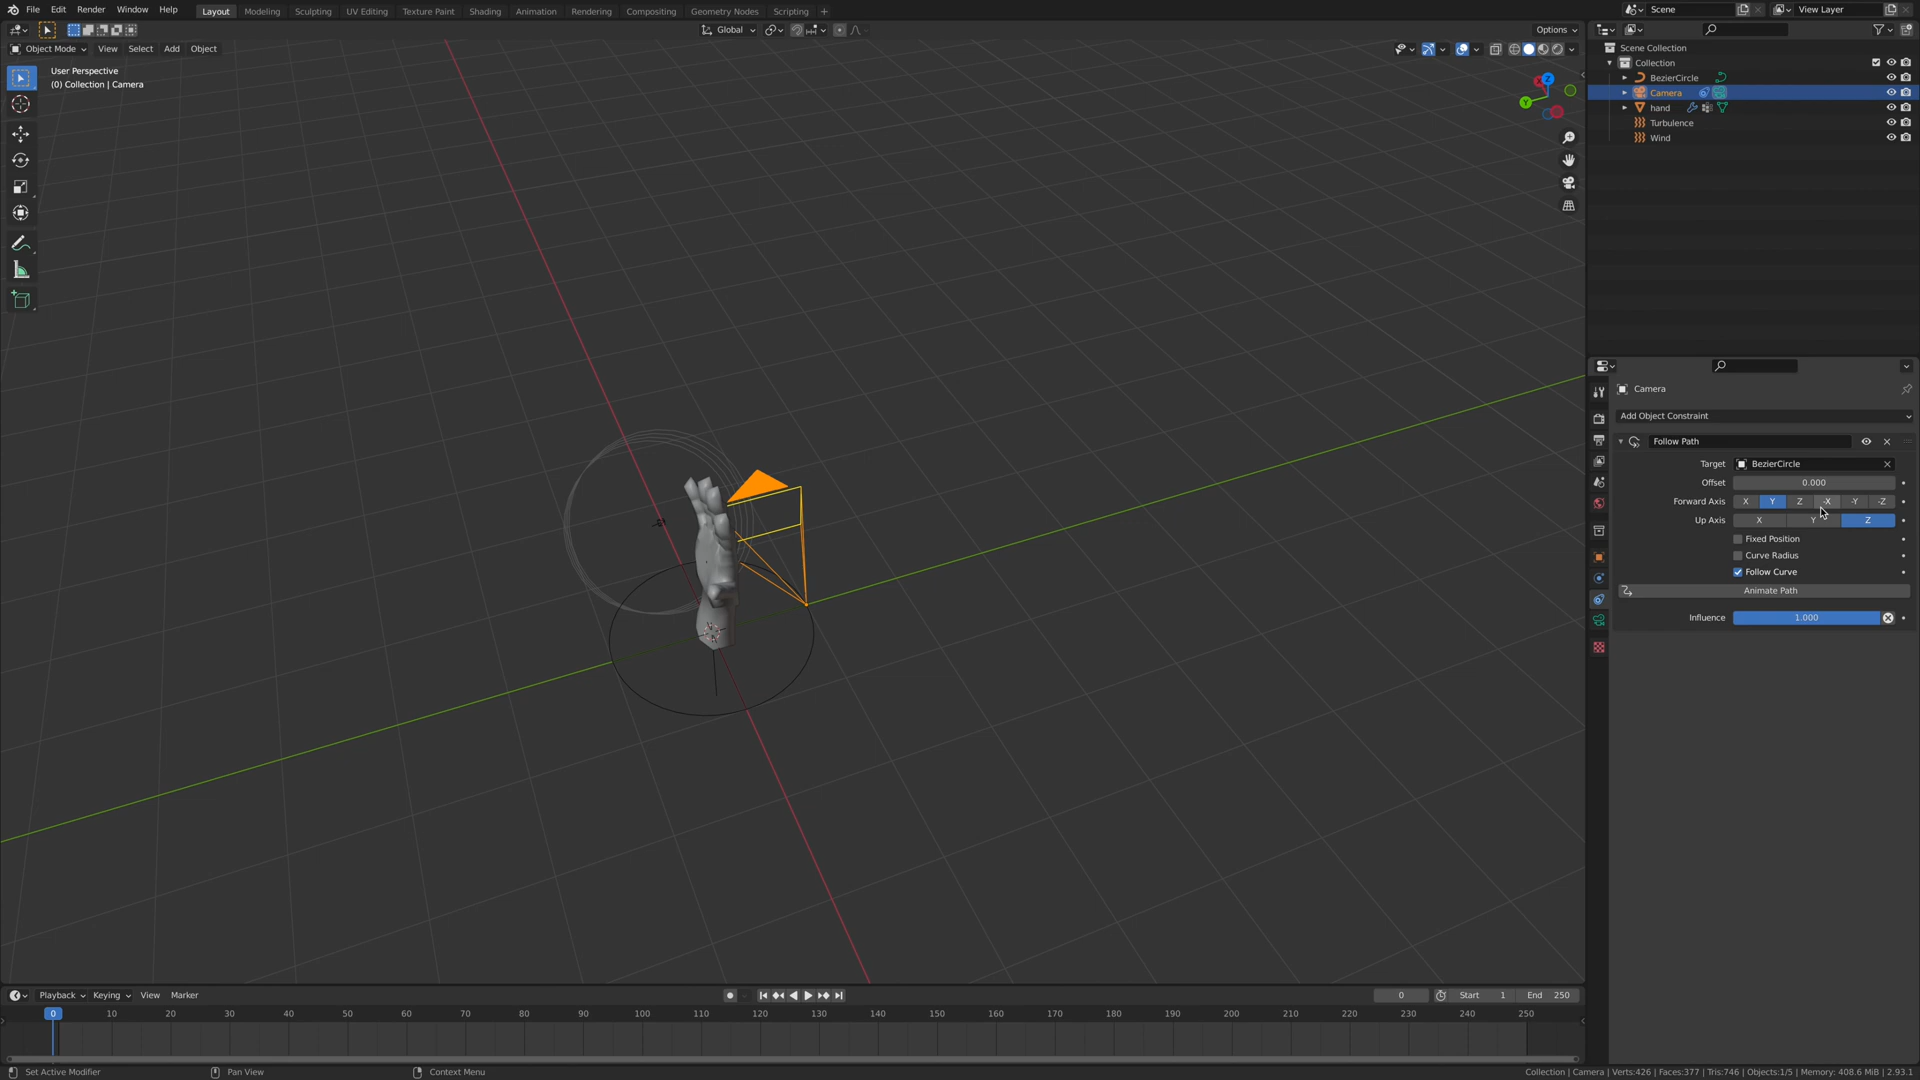 File Edit Render Window Help Layout Modeling Sculpting UV Editing Texture Paint Shading Animation Rendering Compositing Geometry Nodes Scripting + Scene View Layer
Global Options
Object Mode View Select Add Object
User Perspective
(0) Collection | Camera
X
Y
Z
Scene Collection
Collection
BezierCircle
Camera
hand
Turbulence
Wind
Camera
Add Object Constraint
Follow Path
Target BezierCircle
Offset 0.000
Forward Axis X Y Z -X -Y -Z
Up Axis X Y Z
Fixed Position
Curve Radius
Follow Curve
Animate Path
Influence 1.000
Playback Keying View Marker 0 Start 1 End 250
0 10 20 30 40 50 60 70 80 90 100 110 120 130 140 150 160 170 180 190 200 210 220 230 240 250
Set Active Modifier Pan View Context Menu Collection | Camera | Verts:426 | Faces:377 | Tris:746 | Objects:1/5 | Memory: 408.6 MiB | 2.93.1